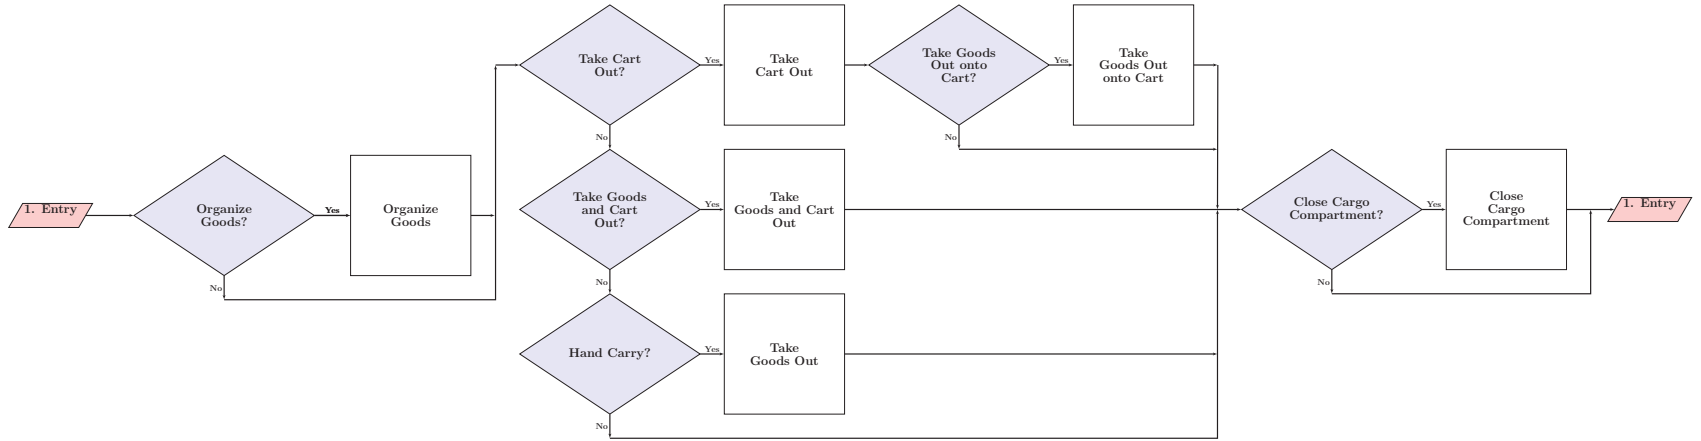 1. Entry
Organize
Goods?
Yes
No
Organize
Goods
Take Cart
Out?
Yes
No
Take
Cart Out
Take Goods
Out onto
Cart?
Yes
No
Take
Goods Out
onto Cart
Take Goods
and Cart
Out?
Yes
No
Take
Goods and Cart
Out
Hand Carry?
Yes
No
Take
Goods Out
Close Cargo
Compartment?
Yes
No
Close
Cargo
Compartment
1. Entry